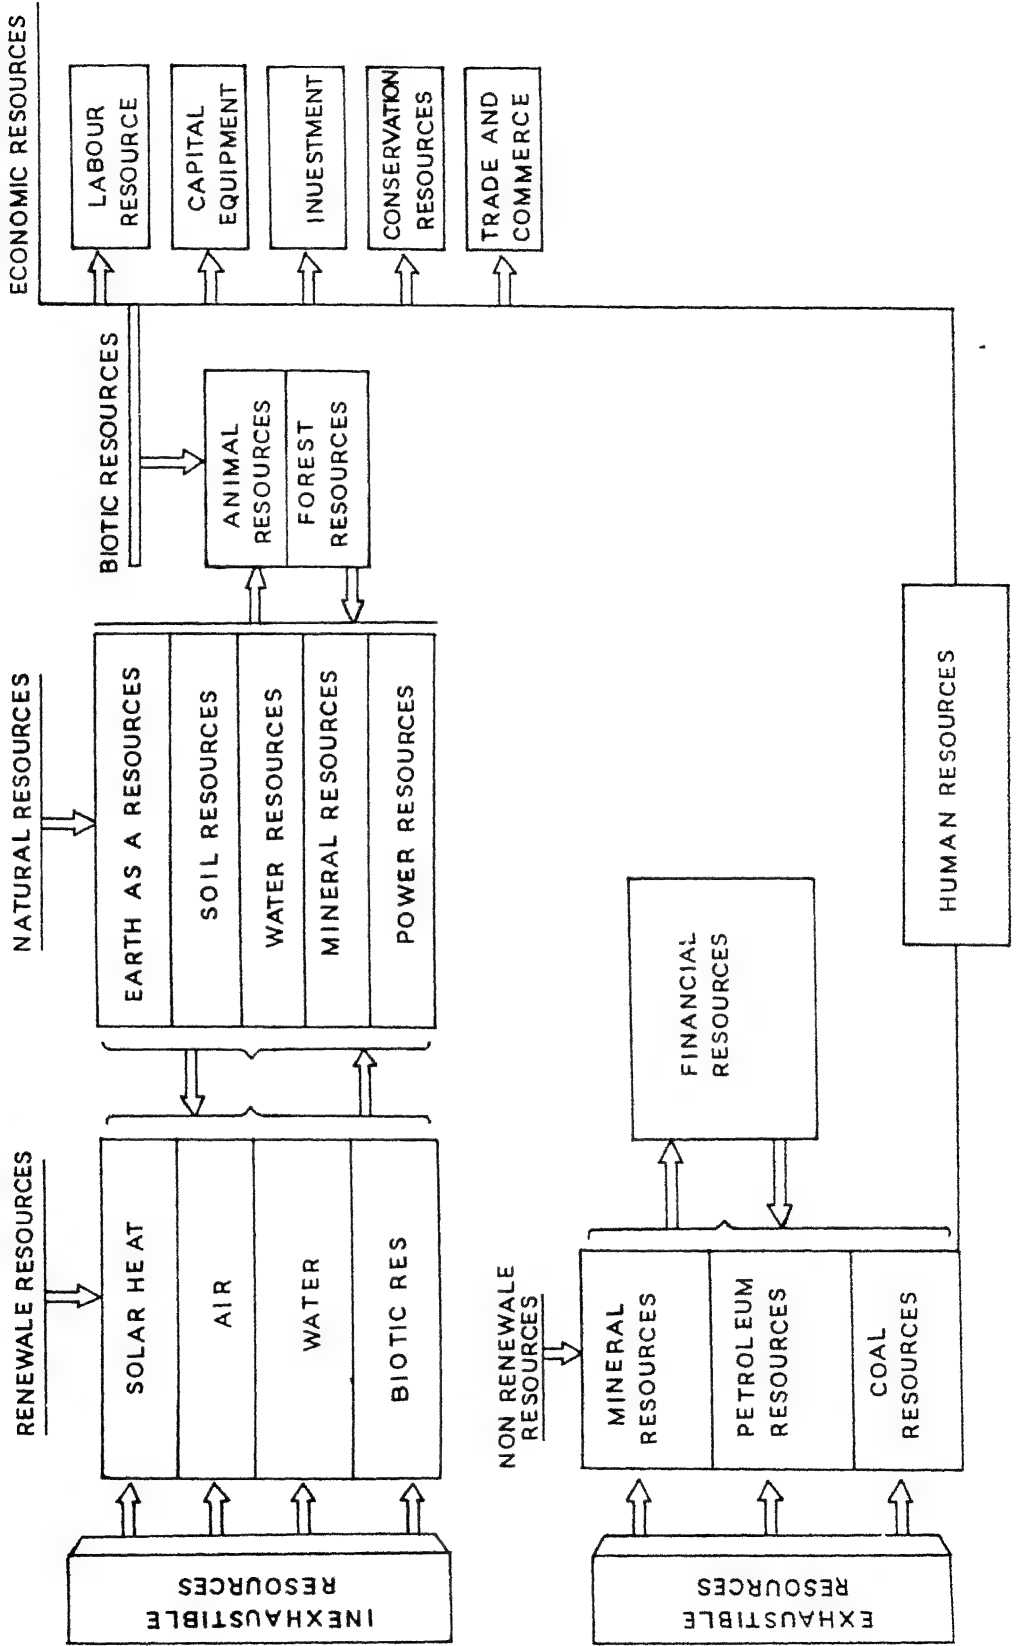 RENEWALE RESOURCES
NATURAL RESOURCES
BIOTIC RESOURCES
ECONOMIC RESOURCES
INEXHAUSTIBLE
RESOURCES
SOLAR HEAT
AIR
WATER
BIOTIC RES
EARTH AS A RESOURCES
SOIL RESOURCES
WATER RESOURCES
MINERAL RESOURCES
POWER RESOURCES
ANIMAL
RESOURCES
FOREST
RESOURCES
LABOUR
RESOURCE
CAPITAL
EQUIPMENT
INUESTMENT
CONSERVATION
RESOURCES
TRADE AND
COMMERCE
NON RENEWALE
RESOURCES
EXHAUSTIBLE
RESOURCES
MINERAL
RESOURCES
PETROLEUM
RESOURCES
COAL
RESOURCES
FINANCIAL
RESOURCES
HUMAN RESOURCES